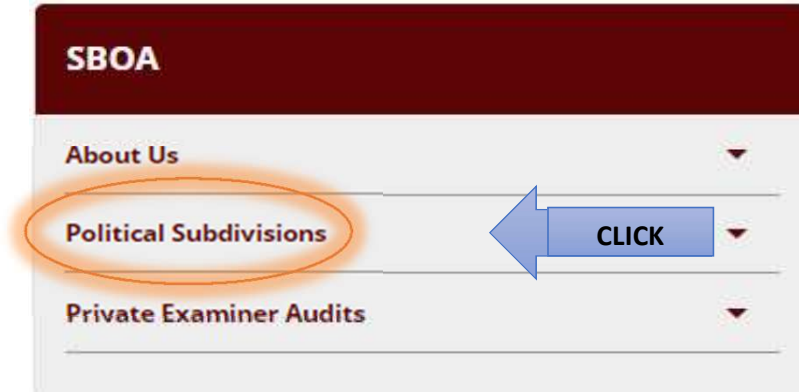 SBOA
About Us
Political Subdivisions
CLICK
Private Examiner Audits